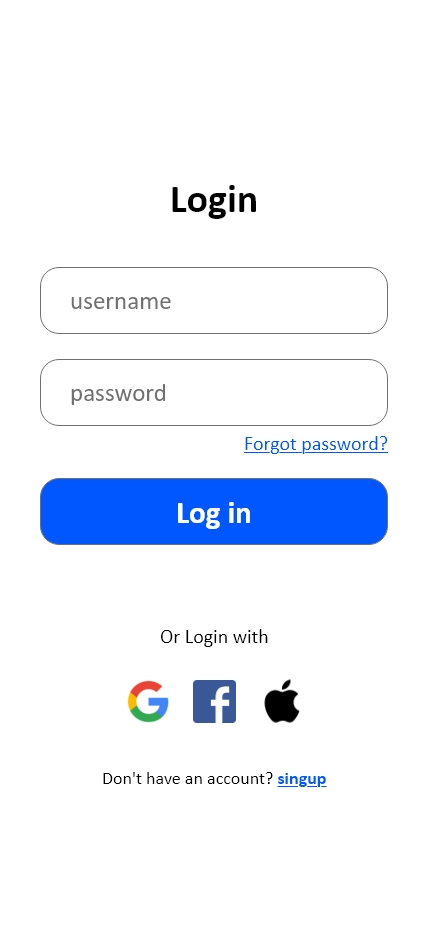 Login
username
password
Forgot password?
Log in
Or Login with
Don't have an account? singup